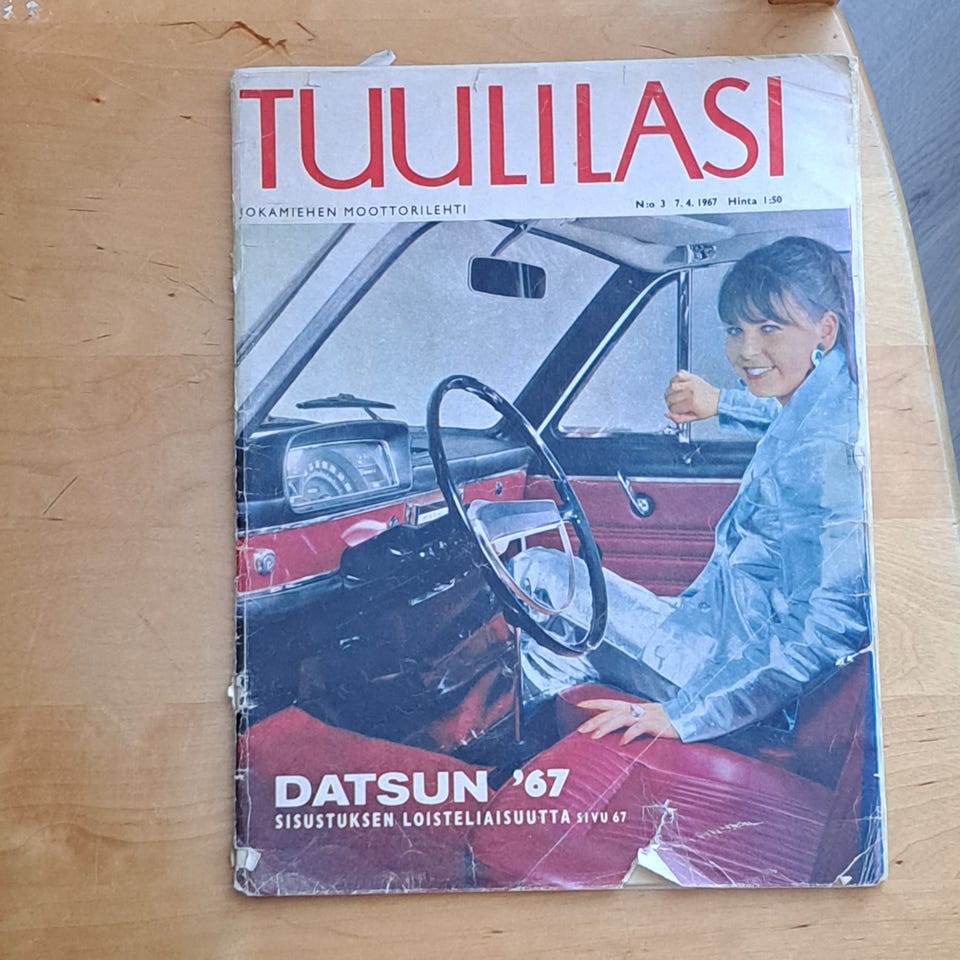 TUULILASI
JOKAMIEHEN MOOTTORILEHTI
N:o 3 7.4.1967 Hinta 1:50
DATSUN '67
SISUSTUKSEN LOISTELIAISUUTTA SIVU 67